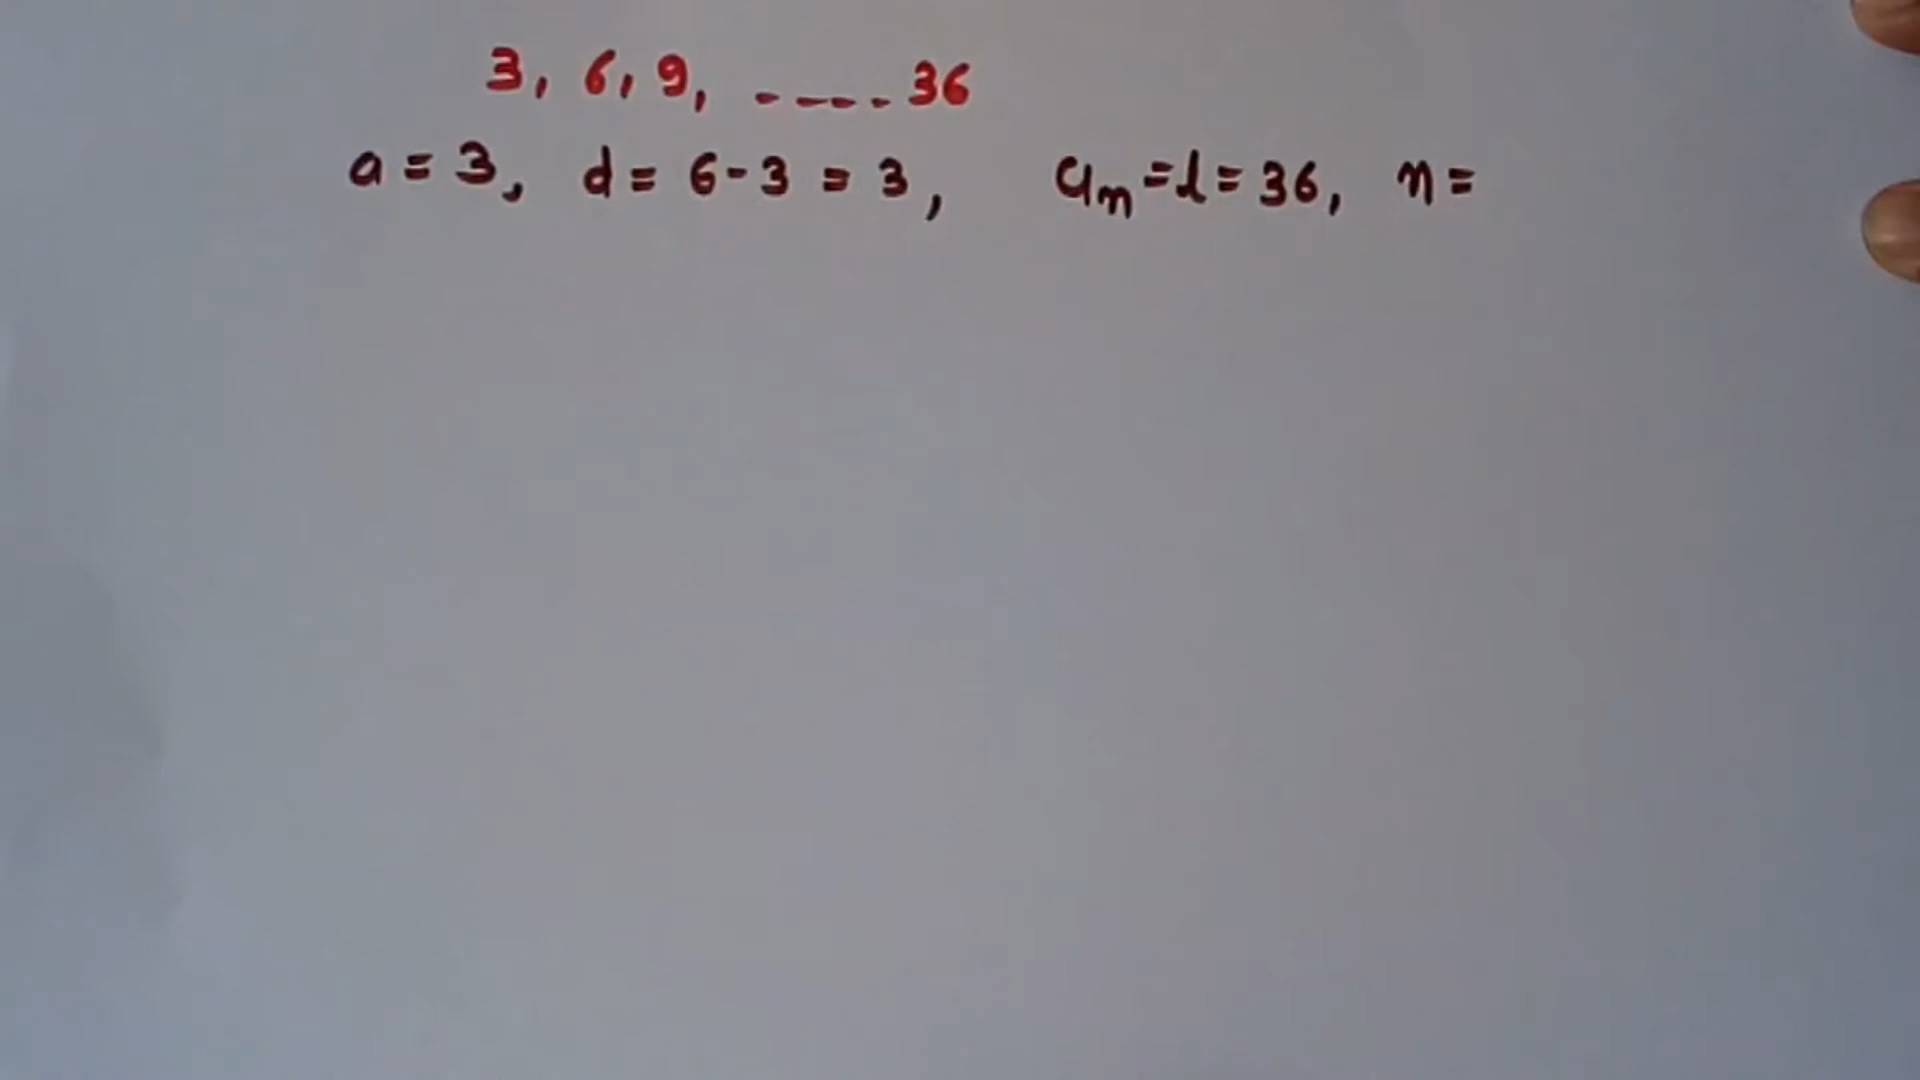 3, 6, 9, ----- 36
a = 3, d = 6-3 = 3, aₙ = l = 36, n =